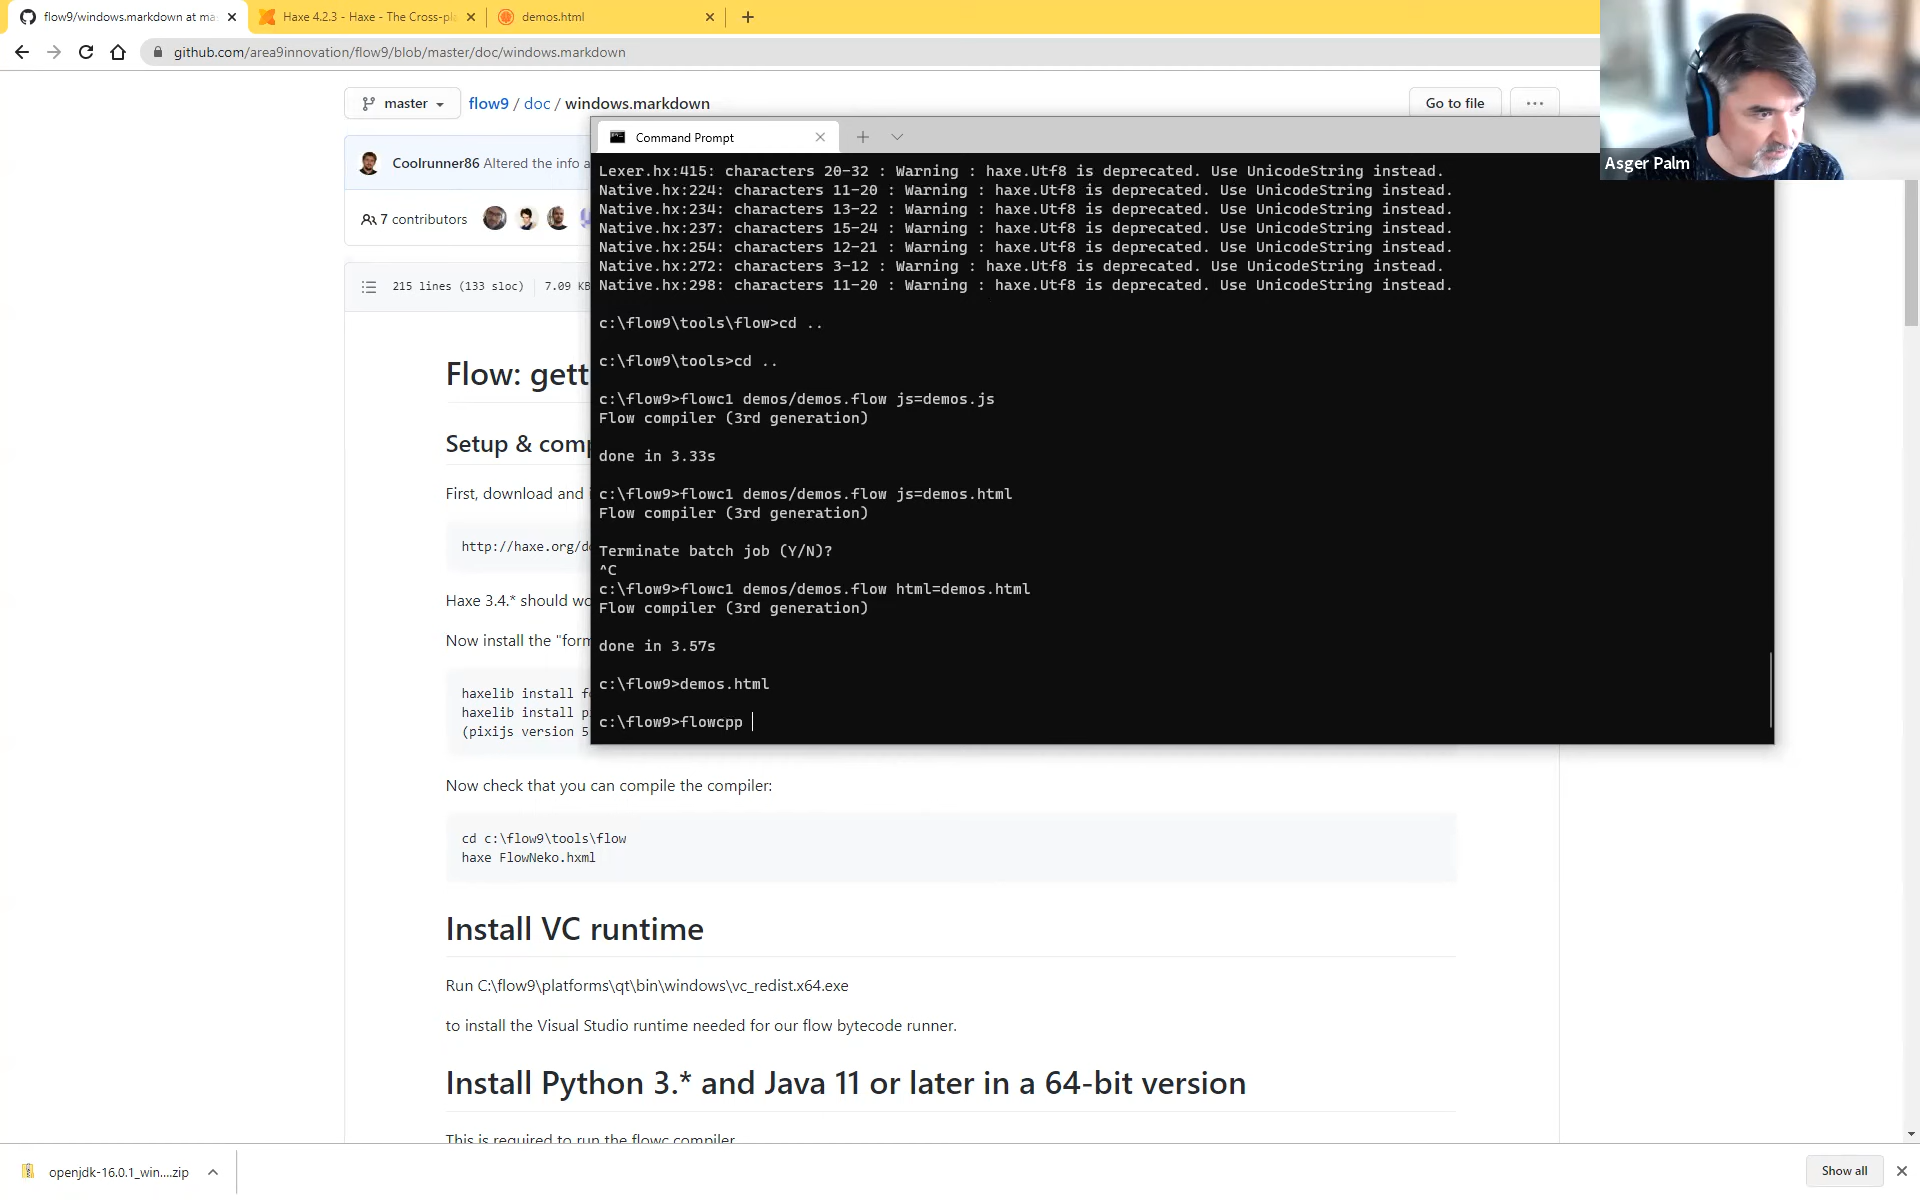 flow9/windows.markdown at ma
Haxe 4.2.3 - Haxe - The Cross-pl
demos.html
github.com/area9innovation/flow9/blob/master/doc/windows.markdown
master
flow9 / doc / windows.markdown
Go to file
Asger Palm
Coolrunner86 Altered the info a
7 contributors
215 lines (133 sloc) 7.09 KB
Command Prompt
Lexer.hx:415: characters 20-32 : Warning : haxe.Utf8 is deprecated. Use UnicodeString instead.
Native.hx:224: characters 11-20 : Warning : haxe.Utf8 is deprecated. Use UnicodeString instead.
Native.hx:234: characters 13-22 : Warning : haxe.Utf8 is deprecated. Use UnicodeString instead.
Native.hx:237: characters 15-24 : Warning : haxe.Utf8 is deprecated. Use UnicodeString instead.
Native.hx:254: characters 12-21 : Warning : haxe.Utf8 is deprecated. Use UnicodeString instead.
Native.hx:272: characters 3-12 : Warning : haxe.Utf8 is deprecated. Use UnicodeString instead.
Native.hx:298: characters 11-20 : Warning : haxe.Utf8 is deprecated. Use UnicodeString instead.
c:\flow9\tools\flow>cd ..
c:\flow9\tools>cd ..
c:\flow9>flowc1 demos/demos.flow js=demos.js
Flow compiler (3rd generation)
done in 3.33s
c:\flow9>flowc1 demos/demos.flow js=demos.html
Flow compiler (3rd generation)
Terminate batch job (Y/N)?
^C
c:\flow9>flowc1 demos/demos.flow html=demos.html
Flow compiler (3rd generation)
done in 3.57s
c:\flow9>demos.html
c:\flow9>flowcpp
Flow: gett
Setup & comp
First, download and i
http://haxe.org/do
Haxe 3.4.* should wo
Now install the "form
haxelib install fo
haxelib install pi
(pixijs version 5
Now check that you can compile the compiler:
cd c:\flow9\tools\flow
haxe FlowNeko.hxml
Install VC runtime
Run C:\flow9\platforms\qt\bin\windows\vc_redist.x64.exe
to install the Visual Studio runtime needed for our flow bytecode runner.
Install Python 3.* and Java 11 or later in a 64-bit version
This is required to run the flowc compiler
openjdk-16.0.1_win....zip
Show all